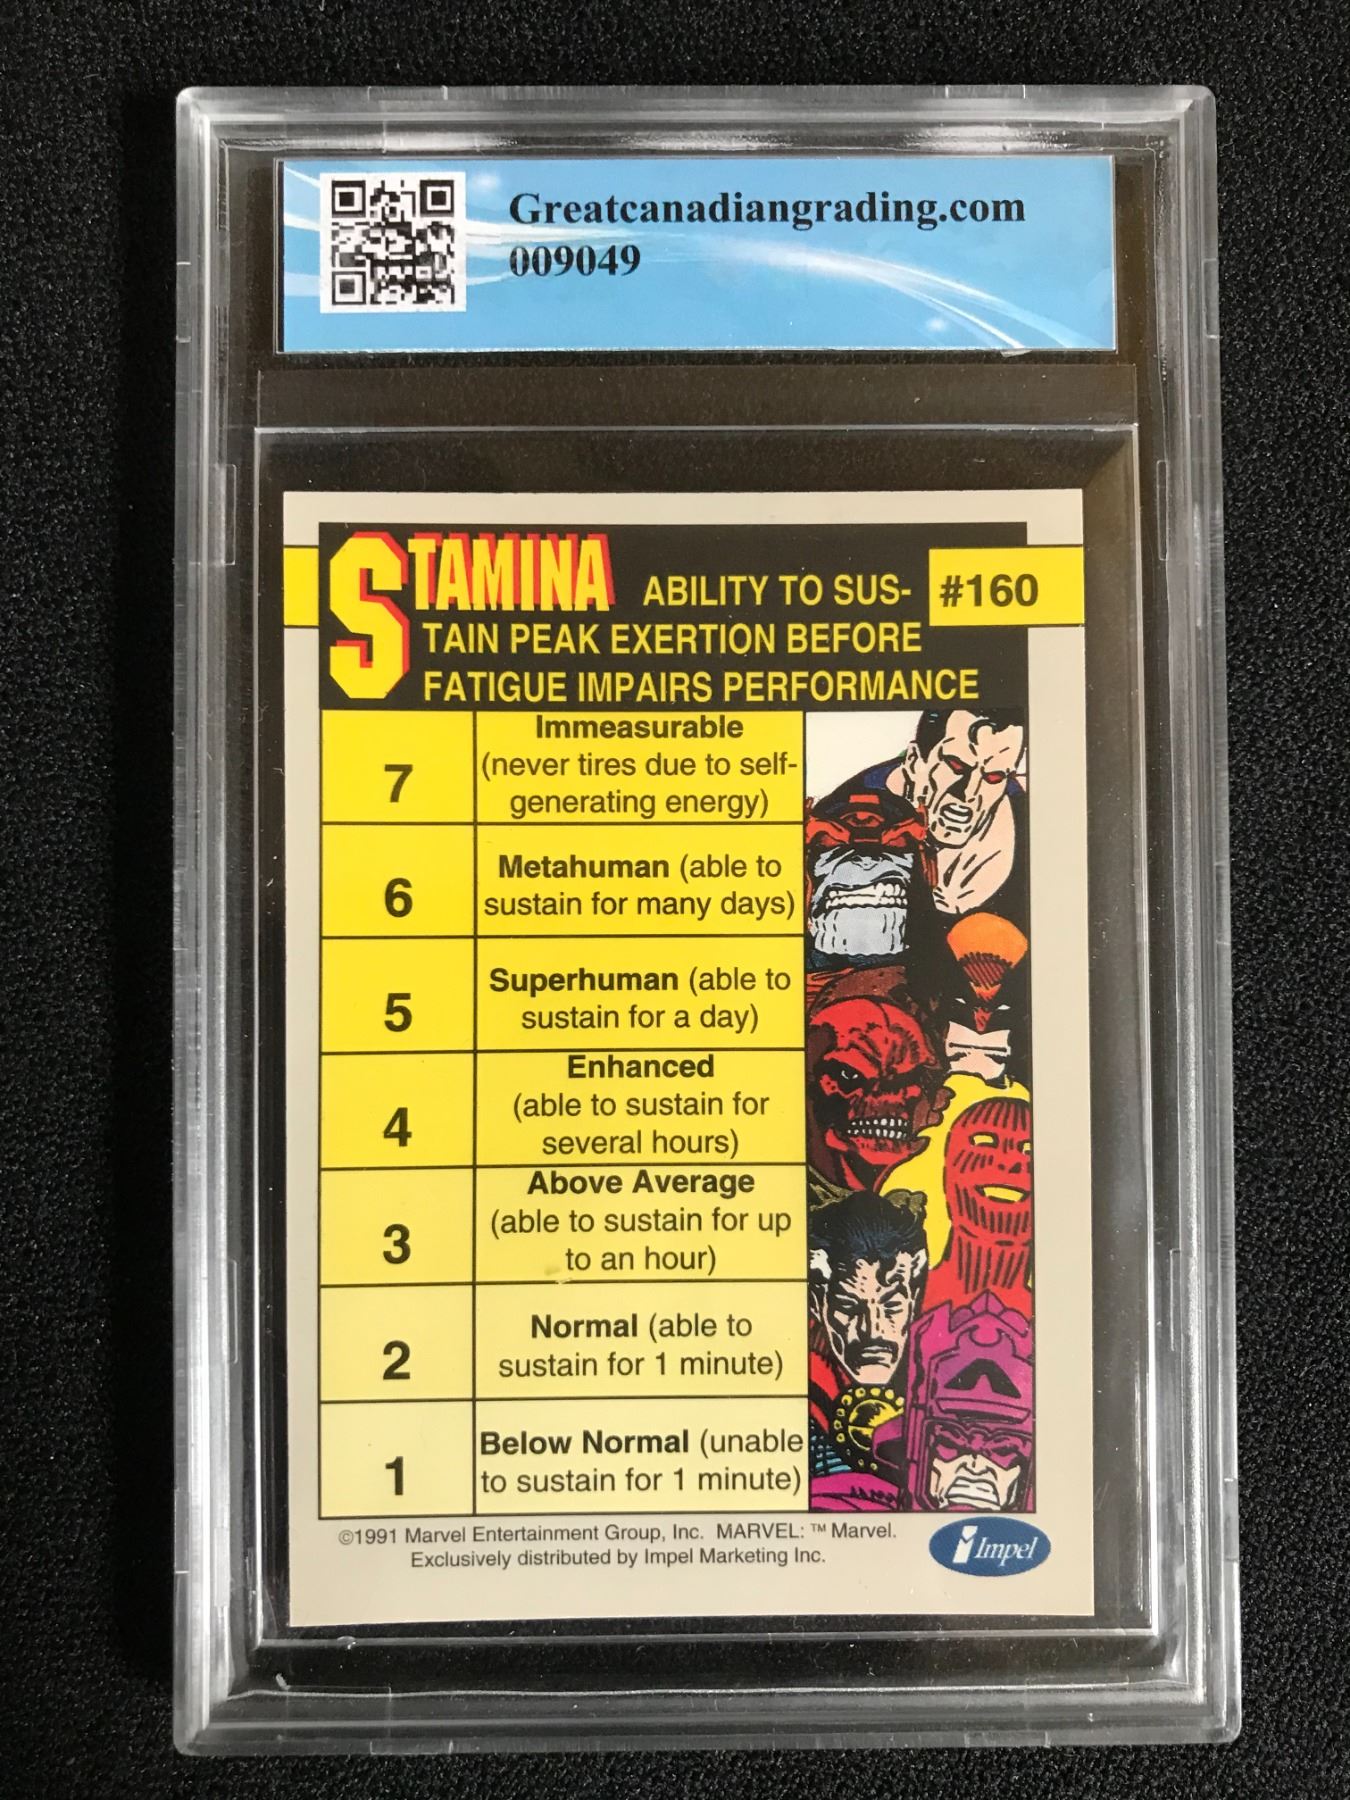 Greatcanadiangrading.com
009049
STAMINA ABILITY TO SUS-
#160
TAIN PEAK EXERTION BEFORE
FATIGUE IMPAIRS PERFORMANCE
7
Immeasurable
(never tires due to self-
generating energy)
6
Metahuman (able to
sustain for many days)
5
Superhuman (able to
sustain for a day)
4
Enhanced
(able to sustain for
several hours)
3
Above Average
(able to sustain for up
to an hour)
2
Normal (able to
sustain for 1 minute)
1
Below Normal (unable
to sustain for 1 minute)
©1991 Marvel Entertainment Group, Inc. MARVEL: ™ Marvel.
Exclusively distributed by Impel Marketing Inc.
Impel